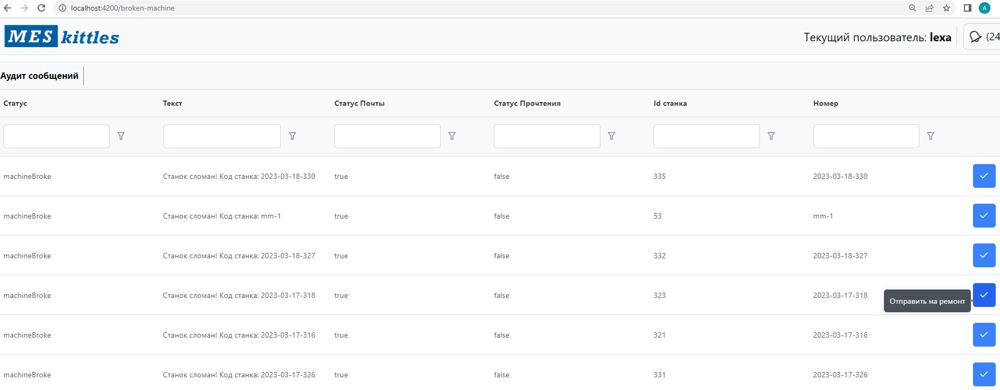 localhost:4200/broken-machine
A
MES kittles
Текущий пользователь: lexa
(24
Аудит сообщений
Статус Текст Статус Почты Статус Прочтения Id станка Номер
machineBroke Станок сломан! Код станка: 2023-03-18-330 true false 335 2023-03-18-330
machineBroke Станок сломан! Код станка: mm-1 true false 53 mm-1
machineBroke Станок сломан! Код станка: 2023-03-18-327 true false 332 2023-03-18-327
machineBroke Станок сломан! Код станка: 2023-03-17-318 true false 323 2023-03-17-318
Отправить на ремонт
machineBroke Станок сломан! Код станка: 2023-03-17-316 true false 321 2023-03-17-316
machineBroke Станок сломан! Код станка: 2023-03-17-326 true false 331 2023-03-17-326